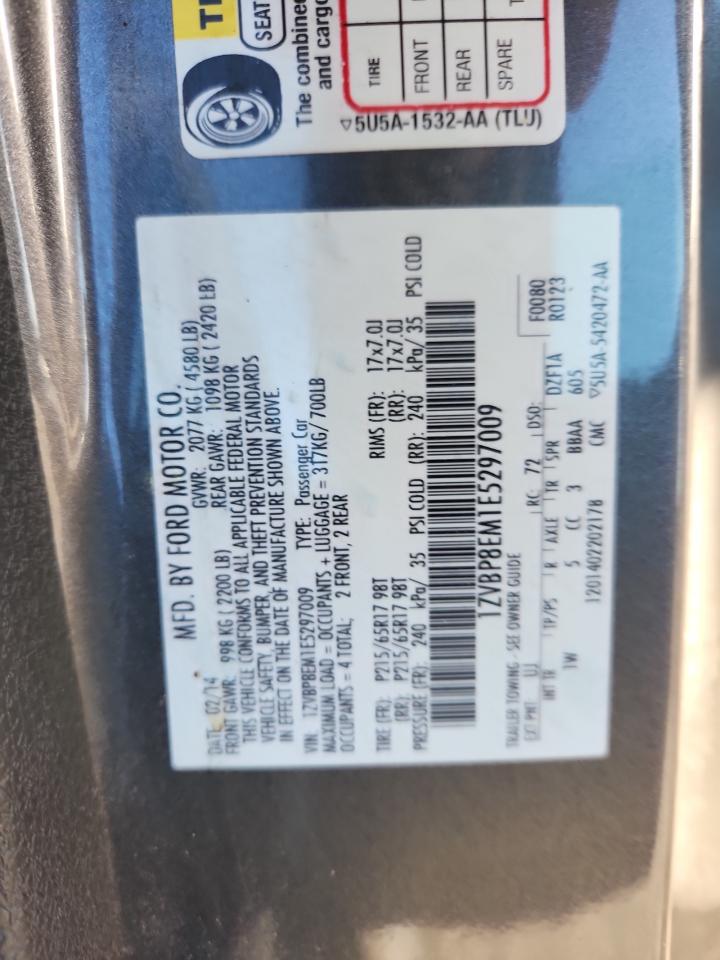 MFD. BY FORD MOTOR CO.
DATE: 02/14 GVWR: 2077 KG ( 4580 LB)
FRONT GAWR: 998 KG ( 2200 LB) REAR GAWR: 1098 KG ( 2420 LB)
THIS VEHICLE CONFORMS TO ALL APPLICABLE FEDERAL MOTOR
VEHICLE SAFETY, BUMPER, AND THEFT PREVENTION STANDARDS
IN EFFECT ON THE DATE OF MANUFACTURE SHOWN ABOVE.
VIN: 1ZVBP8EM1E5297009 TYPE: Passenger Car
MAXIMUM LOAD = OCCUPANTS + LUGGAGE = 317KG/ 700LB
OCCUPANTS = 4 TOTAL: 2 FRONT, 2 REAR
TIRE (FR): P215/65R17 98T RIMS (FR): 17x7.0J
(RR): P215/65R17 98T (RR): 17x7.0J
PRESSURE (FR): 240 kPa/ 35 PSI COLD (RR): 240 kPa/ 35 PSI COLD
1ZVBP8EM1E5297009
TRAILER TOWING - SEE OWNER GUIDE
F0080
EXT PNT: UJ RC: 72 DSO: R0123
INT TR TP/PS R AXLE TR SPR DZF1A
1W 5 CC 3 BBAA 605
1201402202178 CMC ▽5U5A-5420472-AA
SEAT
The combined
and cargo
TIRE
FRONT
REAR
SPARE
▽5U5A-1532-AA (TLU)